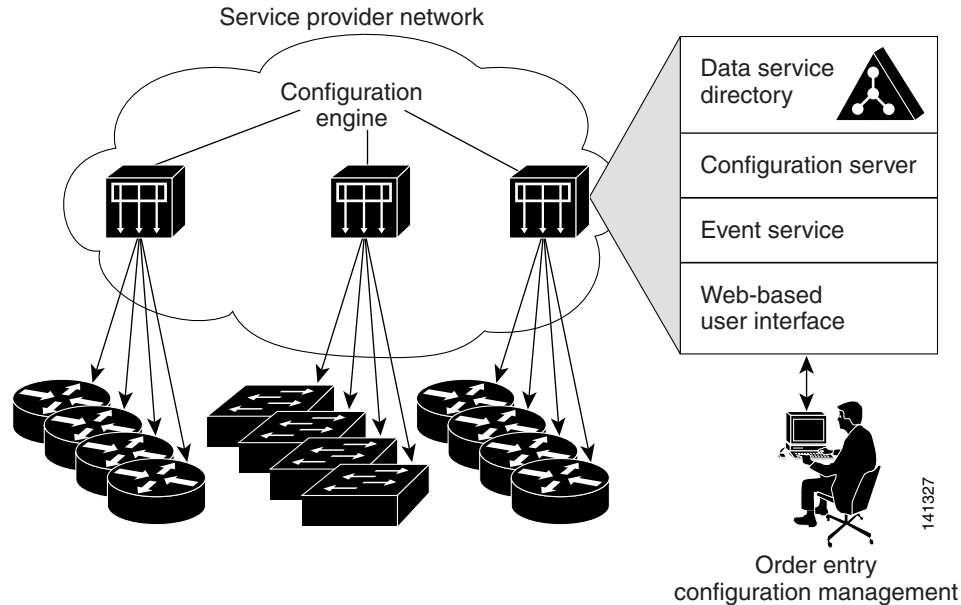 Service provider network
Configuration
engine
Data service
directory
Configuration server
Event service
Web-based
user interface
141327
Order entry
configuration management